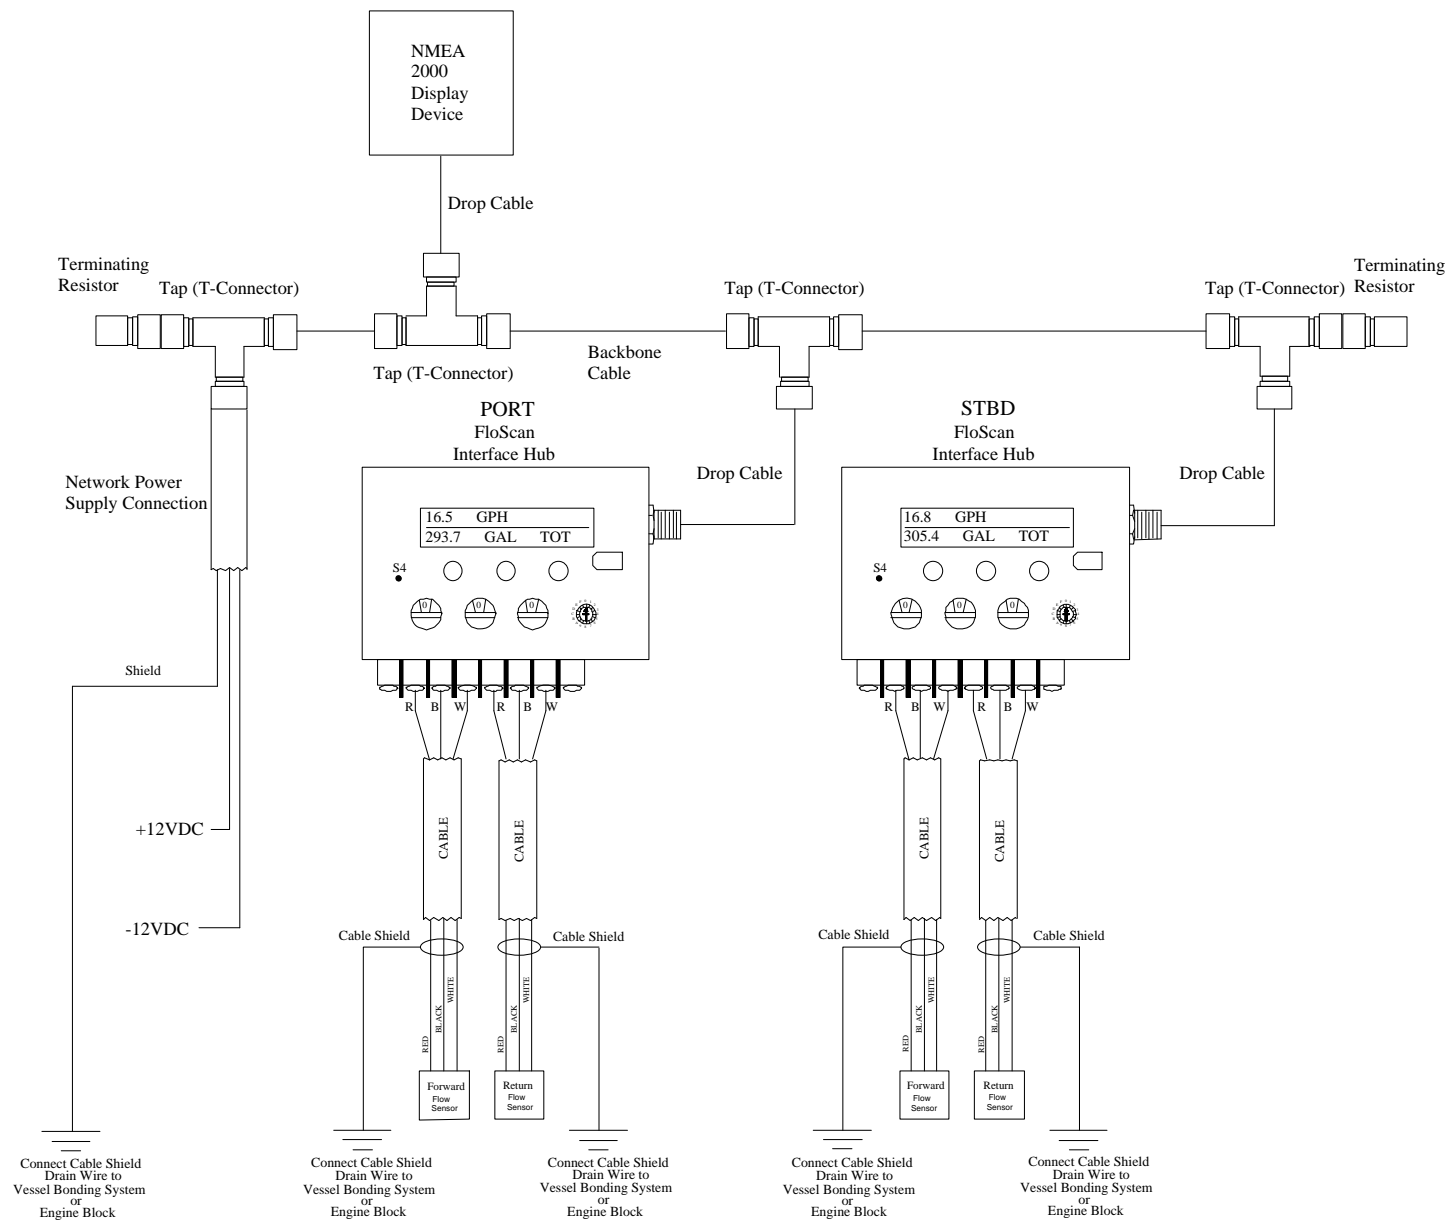 NMEA
2000
Display
Device
Drop Cable
Terminating
Resistor
Tap (T-Connector)
Tap (T-Connector)
Tap (T-Connector)
Tap (T-Connector)
Terminating
Resistor
Backbone
Cable
PORT
FloScan
Interface Hub
STBD
FloScan
Interface Hub
Network Power
Supply Connection
Drop Cable
Drop Cable
16.5 GPH
293.7 GAL TOT
S4
0 0 0
16.8 GPH
305.4 GAL TOT
S4
0 0 0
Shield
R B W R B W
R B W R B W
+12VDC
-12VDC
CABLE
CABLE
CABLE
CABLE
Cable Shield
Cable Shield
Cable Shield
Cable Shield
RED
BLACK
WHITE
RED
BLACK
WHITE
RED
BLACK
WHITE
RED
BLACK
WHITE
Forward
Flow
Sensor
Return
Flow
Sensor
Forward
Flow
Sensor
Return
Flow
Sensor
Connect Cable Shield
Drain Wire to
Vessel Bonding System
or
Engine Block
Connect Cable Shield
Drain Wire to
Vessel Bonding System
or
Engine Block
Connect Cable Shield
Drain Wire to
Vessel Bonding System
or
Engine Block
Connect Cable Shield
Drain Wire to
Vessel Bonding System
or
Engine Block
Connect Cable Shield
Drain Wire to
Vessel Bonding System
or
Engine Block